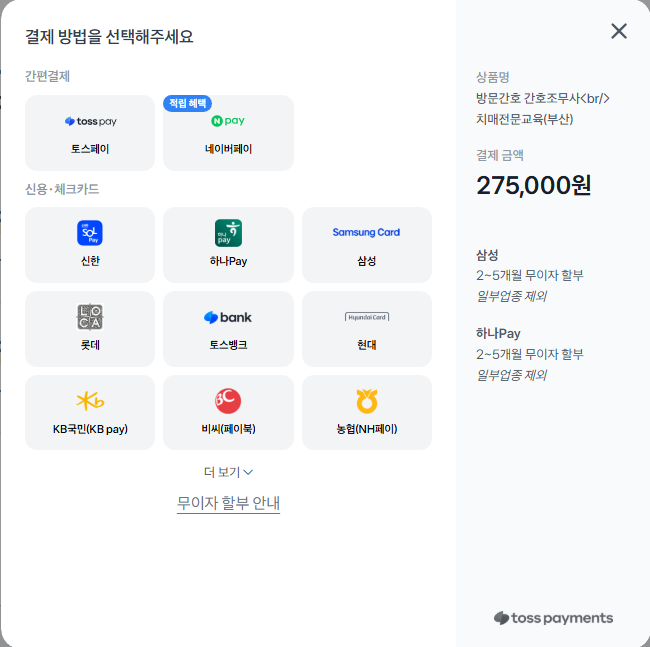 결제 방법을 선택해주세요
간편결제
toss pay
토스페이
적립 혜택
N pay
네이버페이
신용·체크카드
신한 SOL Pay
신한
하나 pay
하나Pay
Samsung Card
삼성
LOCA
롯데
bank
토스뱅크
Hyundai Card
현대
Kb
KB국민(KB pay)
BC
비씨(페이북)
농협(NH페이)
더 보기
무이자 할부 안내
상품명
방문간호 간호조무사<br/>
치매전문교육(부산)
결제 금액
275,000원
삼성
2~5개월 무이자 할부
일부업종 제외
하나Pay
2~5개월 무이자 할부
일부업종 제외
toss payments